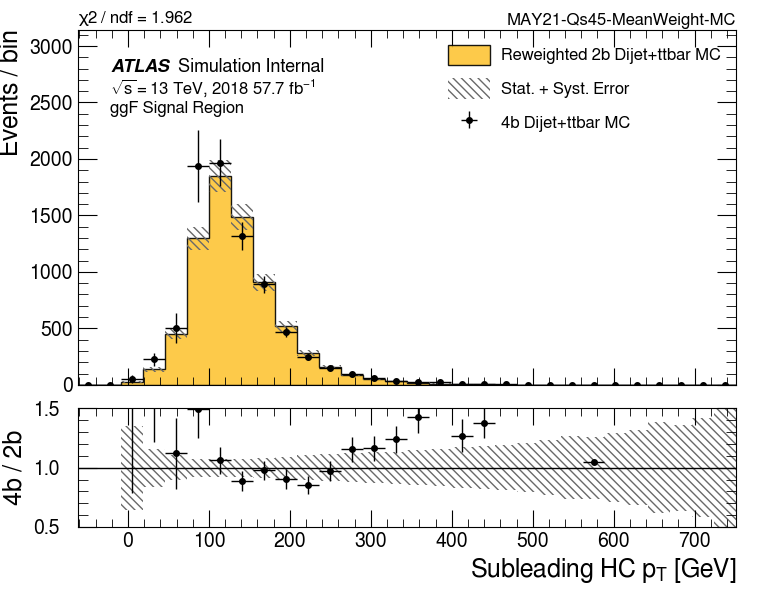 χ2 / ndf = 1.962
MAY21-Qs45-MeanWeight-MC
Events / bin
3000
2500
2000
1500
1000
500
0
ATLAS Simulation Internal
√s = 13 TeV, 2018 57.7 fb⁻¹
ggF Signal Region
Reweighted 2b Dijet+ttbar MC
Stat. + Syst. Error
4b Dijet+ttbar MC
4b / 2b
1.5
1.0
0.5
0 100 200 300 400 500 600 700
Subleading HC p_T [GeV]